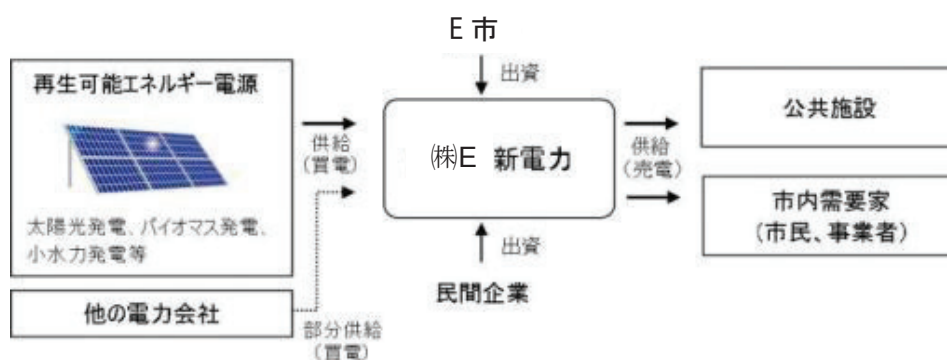 E 市
出資
再生可能エネルギー電源
太陽光発電、バイオマス発電、
小水力発電等
他の電力会社
供給
(買電)
部分供給
(買電)
㈱E 新電力
出資
民間企業
供給
(売電)
公共施設
市内需要家
(市民、事業者)